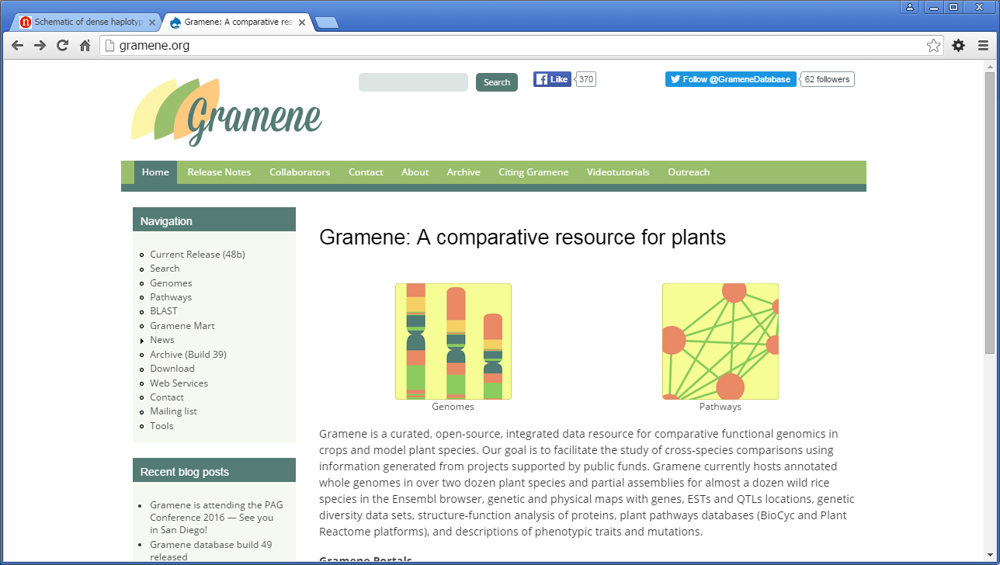 Schematic of dense haplotyp
Gramene: A comparative res
gramene.org
Gramene
Search
Like
370
Follow @GrameneDatabase
62 followers
Home
Release Notes
Collaborators
Contact
About
Archive
Citing Gramene
Videotutorials
Outreach
Navigation
Current Release (48b)
Search
Genomes
Pathways
BLAST
Gramene Mart
News
Archive (Build 39)
Download
Web Services
Contact
Mailing list
Tools
Recent blog posts
Gramene is attending the PAG
Conference 2016 — See you
in San Diego!
Gramene database build 49
released
Gramene: A comparative resource for plants
Genomes
Pathways
Gramene is a curated, open-source, integrated data resource for comparative functional genomics in
crops and model plant species. Our goal is to facilitate the study of cross-species comparisons using
information generated from projects supported by public funds. Gramene currently hosts annotated
whole genomes in over two dozen plant species and partial assemblies for almost a dozen wild rice
species in the Ensembl browser, genetic and physical maps with genes, ESTs and QTLs locations, genetic
diversity data sets, structure-function analysis of proteins, plant pathways databases (BioCyc and Plant
Reactome platforms), and descriptions of phenotypic traits and mutations.
Gramene Portals